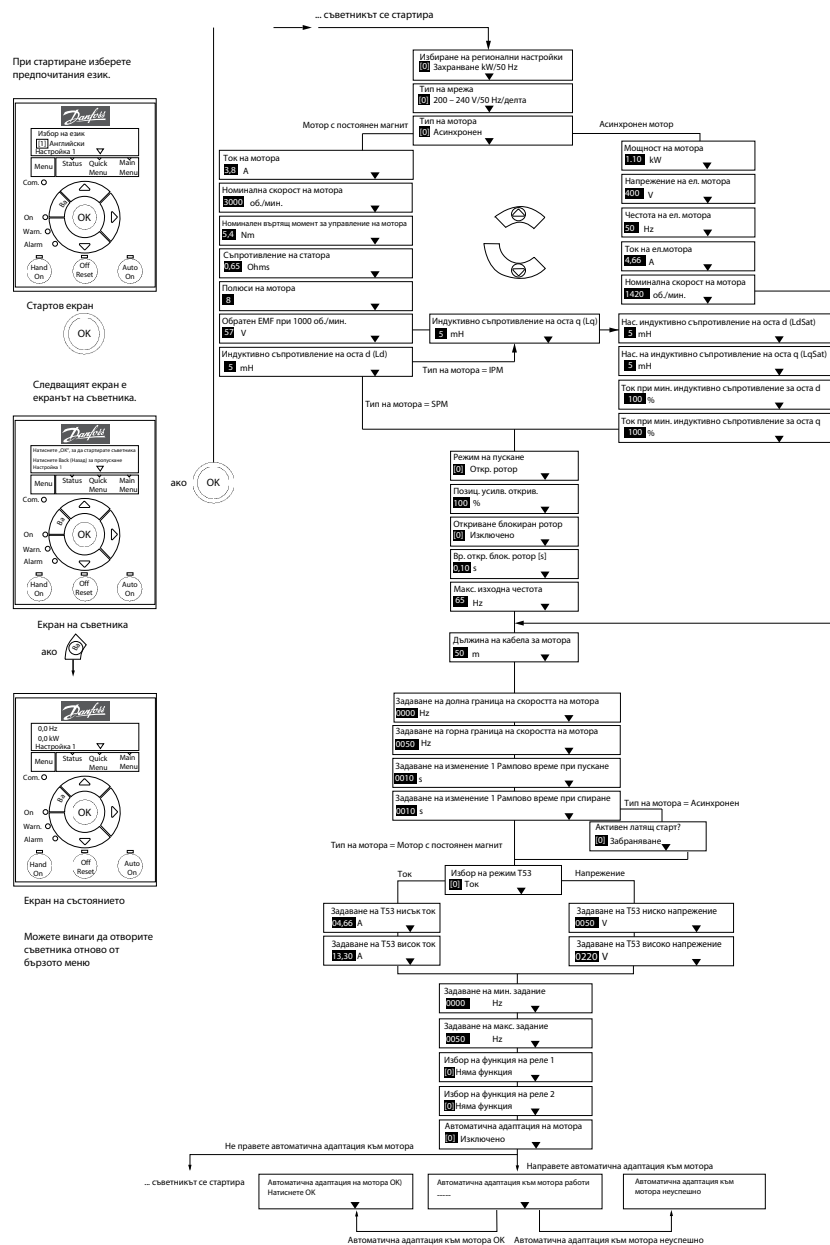 ... съветникът се стартира
При стартиране изберете
предпочитания език.
Danfoss
Избор на език
[1] Английски
Настройка 1
Menu
Status
Quick
Menu
Main
Menu
Com.
Ba
OK
On
Warn.
Alarm
Hand
On
Off
Reset
Auto
On
Стартов екран
OK
Следващият екран е
екранът на съветника.
Danfoss
Натиснете „OK“, за да стартирате съветника
Натиснете Back (Назад) за пропускане
Настройка 1
Menu
Status
Quick
Menu
Main
Menu
Com.
Ba
OK
On
Warn.
Alarm
Hand
On
Off
Reset
Auto
On
ако
OK
Екран на съветника
ако
Ba
Danfoss
0,0 Hz
0,0 kW
Настройка 1
Menu
Status
Quick
Menu
Main
Menu
Com.
Ba
OK
On
Warn.
Alarm
Hand
On
Off
Reset
Auto
On
Екран на състоянието
Можете винаги да отворите
съветника отново от
бързото меню
Избиране на регионални настройки
[0] Захранване kW/50 Hz
Тип на мрежа
[0] 200 – 240 V/50 Hz/делта
Тип на мотора
[0] Асинхронен
Мотор с постоянен магнит
Асинхронен мотор
Ток на мотора
3,8 A
Номинална скорост на мотора
3000 об./мин.
Номинален въртящ момент за управление на мотора
5,4 Nm
Съпротивление на статора
0,65 Ohms
Полюси на мотора
8
Обратен EMF при 1000 об./мин.
57 V
Индуктивно съпротивление на оста d (Ld)
5 mH
Мощност на мотора
1.10 kW
Напрежение на ел. мотора
400 V
Честота на ел. мотора
50 Hz
Ток на ел.мотора
4,66 A
Номинална скорост на мотора
1420 об./мин.
Индуктивно съпротивление на оста q (Lq)
5 mH
Тип на мотора = IPM
Нас. индуктивно съпротивление на оста d (LdSat)
5 mH
Нас. на индуктивно съпротивление на оста q (LqSat)
5 mH
Ток при мин. индуктивно съпротивление за оста d
100 %
Ток при мин. индуктивно съпротивление за оста q
100 %
Тип на мотора = SPM
Режим на пускане
[0] Откр. ротор
Позиц. усилв. открив.
100 %
Откриване блокиран ротор
[0] Изключено
Вр. откр. блок. ротор [s]
0,10 s
Макс. изходна честота
65 Hz
Дължина на кабела за мотора
50 m
Задаване на долна граница на скоростта на мотора
0000 Hz
Задаване на горна граница на скоростта на мотора
0050 Hz
Задаване на изменение 1 Рампово време при пускане
0010 s
Задаване на изменение 1 Рампово време при спиране
0010 s
Тип на мотора = Асинхронен
Активен латящ старт?
[0] Забраняване
Тип на мотора = Мотор с постоянен магнит
Избор на режим T53
[0] Ток
Ток
Напрежение
Задаване на T53 нисък ток
04,66 A
Задаване на T53 висок ток
13,30 A
Задаване на T53 ниско напрежение
0050 V
Задаване на T53 високо напрежение
0220 V
Задаване на мин. задание
0000 Hz
Задаване на макс. задание
0050 Hz
Избор на функция на реле 1
[0] Няма функция
Избор на функция на реле 2
[0] Няма функция
Автоматична адаптация на мотора
[0] Изключено
Не правете автоматична адаптация към мотора
Направете автоматична адаптация към мотора
... съветникът се стартира
Автоматична адаптация на мотора OK)
Натиснете OK
Автоматична адаптация към мотора работи
-----
Автоматична адаптация към
мотора неуспешно
Автоматична адаптация към мотора OK
Автоматична адаптация към мотора неуспешно